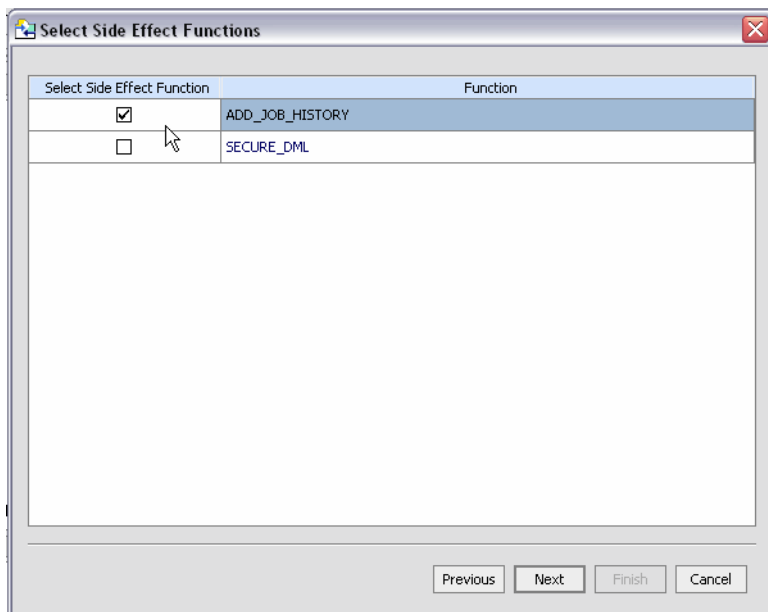 Select Side Effect Functions
Select Side Effect Function Function
ADD_JOB_HISTORY
SECURE_DML
Previous Next Finish Cancel